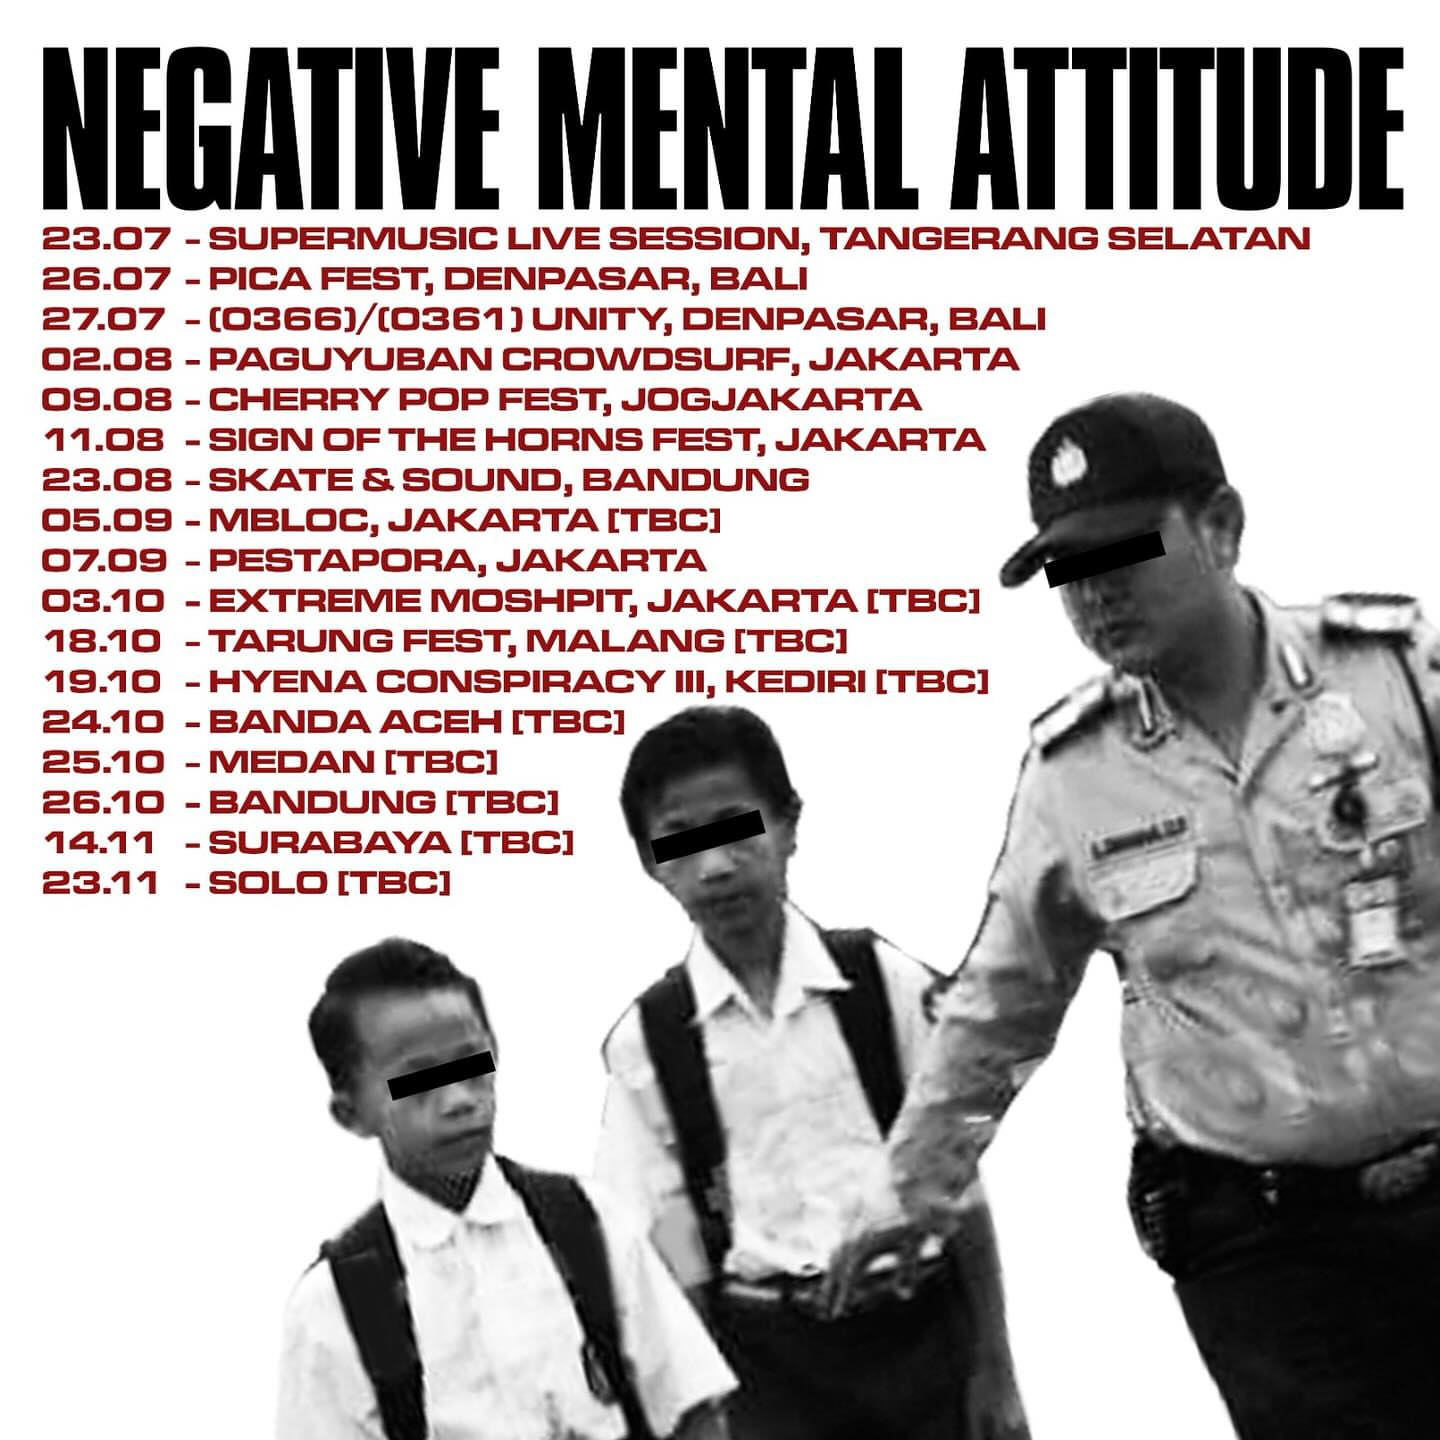 NEGATIVE MENTAL ATTITUDE
23.07 - SUPERMUSIC LIVE SESSION, TANGERANG SELATAN
26.07 - PICA FEST, DENPASAR, BALI
27.07 - (0366)/(0361) UNITY, DENPASAR, BALI
02.08 - PAGUYUBAN CROWDSURF, JAKARTA
09.08 - CHERRY POP FEST, JOGJAKARTA
11.08 - SIGN OF THE HORNS FEST, JAKARTA
23.08 - SKATE & SOUND, BANDUNG
05.09 - MBLOC, JAKARTA [TBC]
07.09 - PESTAPORA, JAKARTA
03.10 - EXTREME MOSHPIT, JAKARTA [TBC]
18.10 - TARUNG FEST, MALANG [TBC]
19.10 - HYENA CONSPIRACY III, KEDIRI [TBC]
24.10 - BANDA ACEH [TBC]
25.10 - MEDAN [TBC]
26.10 - BANDUNG [TBC]
14.11 - SURABAYA [TBC]
23.11 - SOLO [TBC]